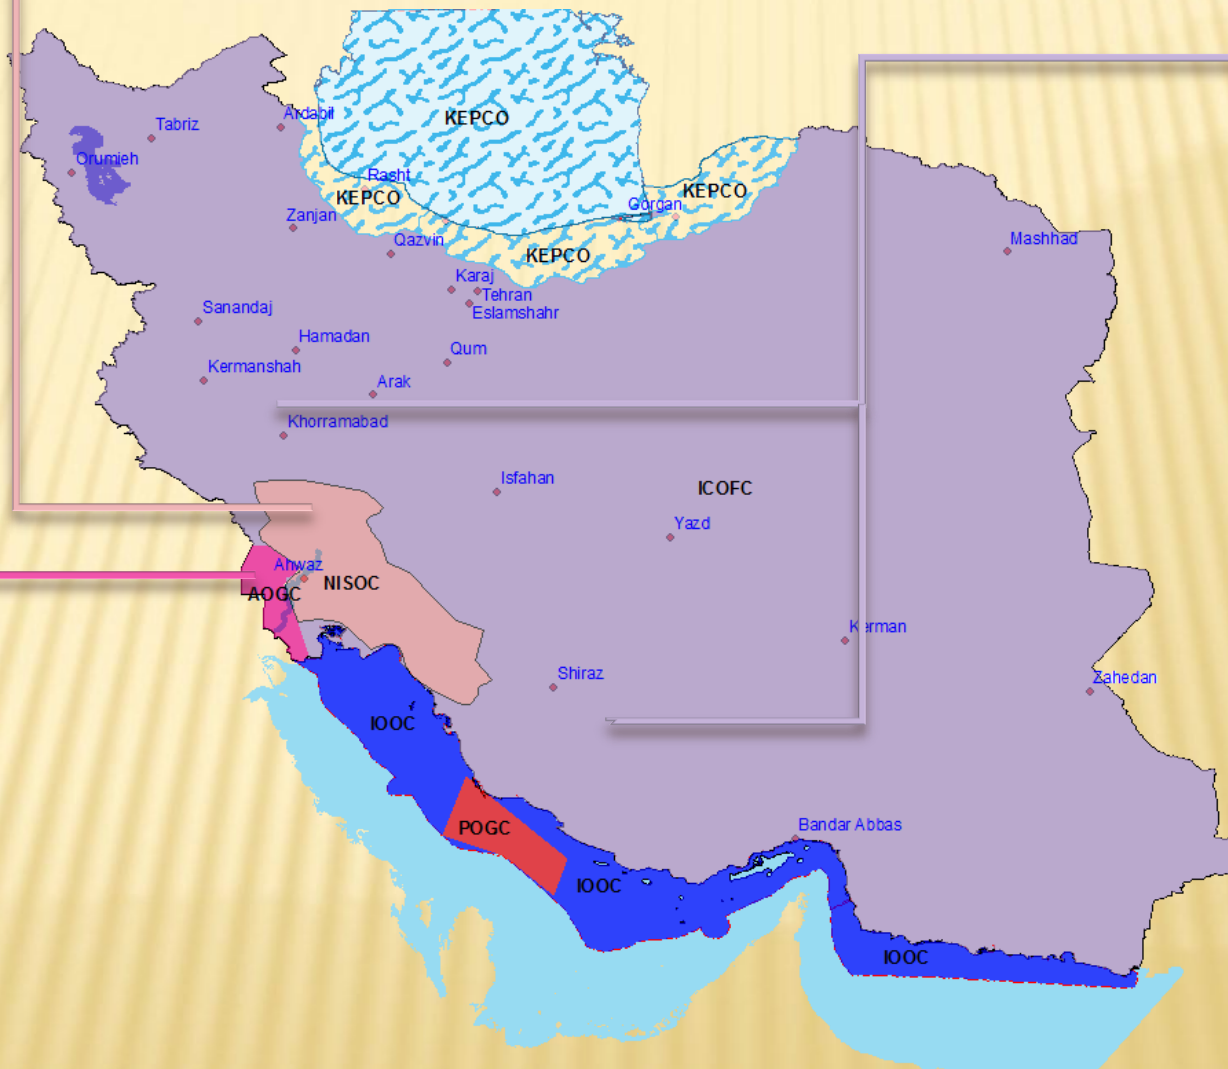 KEPCO
Ardabil
Tabriz
Orumieh
Rasht
KEPCO
KEPCO
Gorgan
Zanjan
Qazvin
Mashhad
KEPCO
Karaj
Tehran
Eslamshahr
Sanandaj
Hamadan
Qum
Kermanshah
Arak
Khorramabad
Isfahan
ICOFC
Yazd
Ahwaz
NISOC
AOGC
Kerman
Shiraz
Zahedan
IOOC
POGC
Bandar Abbas
IOOC
IOOC